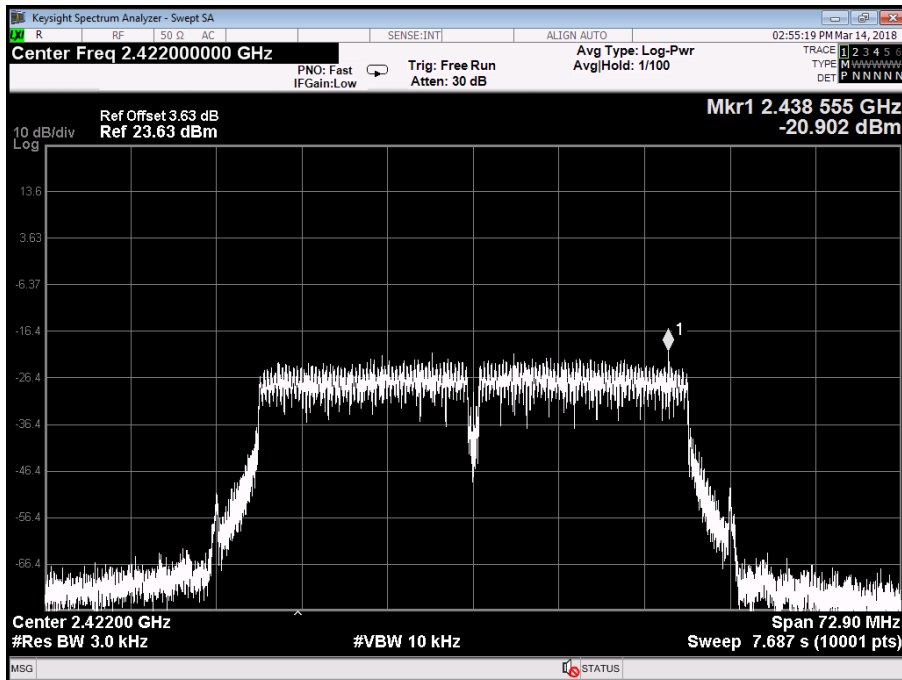 Keysight Spectrum Analyzer - Swept SA
LXI R RF 50 Ω AC SENSE:INT ALIGN AUTO 02:55:19 PM Mar 14, 2018
Center Freq 2.422000000 GHz
PNO: Fast
IFGain:Low
Trig: Free Run
Atten: 30 dB
Avg Type: Log-Pwr
Avg|Hold: 1/100
TRACE 1 2 3 4 5 6
TYPE M WWWWW
DET P N N N N N
Mkr1 2.438 555 GHz
-20.902 dBm
Ref Offset 3.63 dB
10 dB/div Ref 23.63 dBm
Log
13.6
3.63
-6.37
-16.4
1
-26.4
-36.4
-46.4
-56.4
-66.4
Center 2.42200 GHz Span 72.90 MHz
#Res BW 3.0 kHz #VBW 10 kHz Sweep 7.687 s (10001 pts)
MSG STATUS